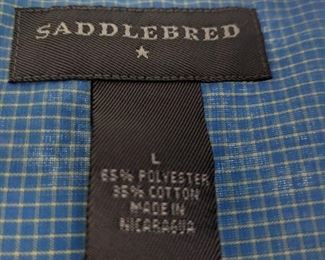 SADDLEBRED
L
65% POLYESTER
35% COTTON
MADE IN
NICARAGUA